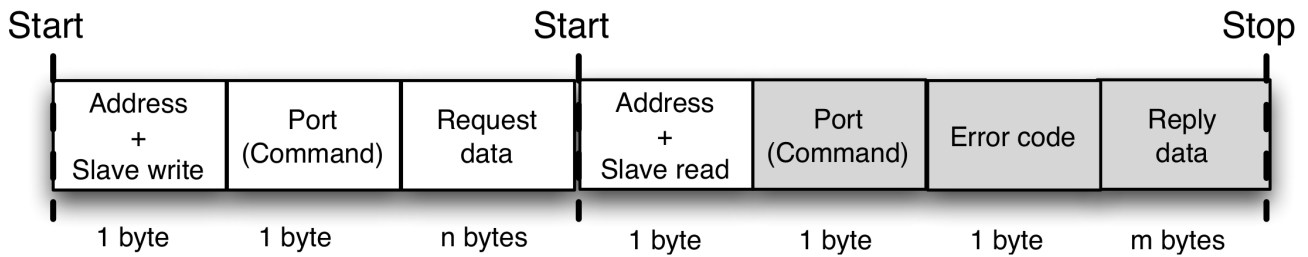 Start
Start
Stop
Address
+
Slave write
Port
(Command)
Request
data
Address
+
Slave read
Port
(Command)
Error code
Reply
data
1 byte
1 byte
n bytes
1 byte
1 byte
1 byte
m bytes